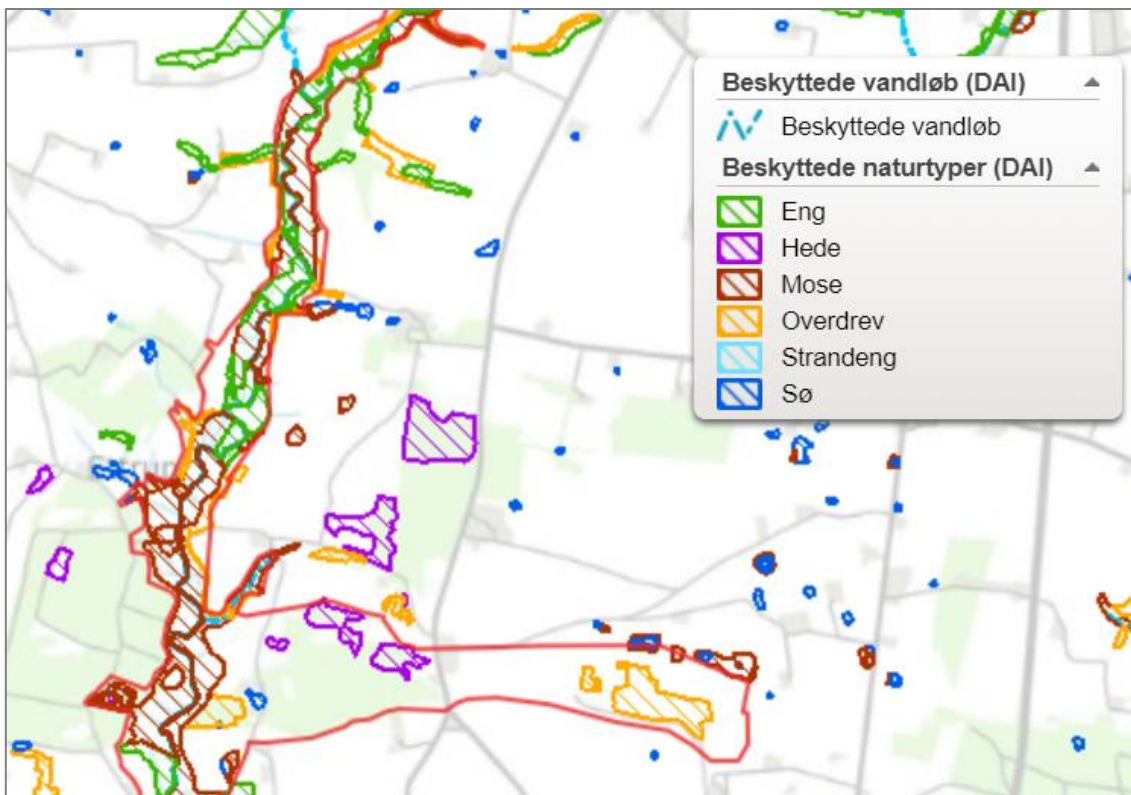 Beskyttede vandløb (DAI)
Beskyttede vandløb
Beskyttede naturtyper (DAI)
Eng
Hede
Mose
Overdrev
Strandeng
Sø